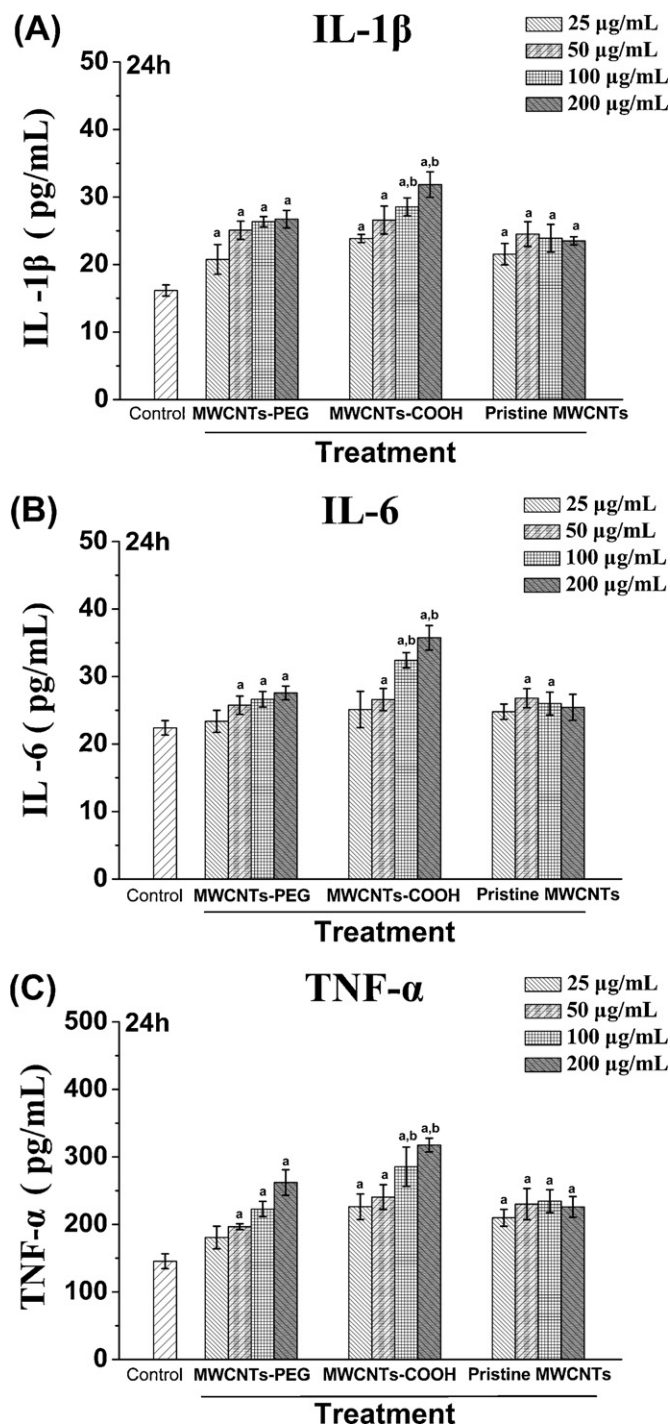 (A)
IL-1β
25 µg/mL
50 µg/mL
100 µg/mL
200 µg/mL
24h
IL -1β ( pg/mL)
50
40
30
20
10
0
a a a a a a a,b a,b a a a a
Control MWCNTs-PEG MWCNTs-COOH Pristine MWCNTs
Treatment
(B)
IL-6
25 µg/mL
50 µg/mL
100 µg/mL
200 µg/mL
24h
IL -6 ( pg/mL)
50
40
30
20
10
0
a a a a a,b a,b a a
Control MWCNTs-PEG MWCNTs-COOH Pristine MWCNTs
Treatment
(C)
TNF-α
25 µg/mL
50 µg/mL
100 µg/mL
200 µg/mL
24h
TNF-α ( pg/mL)
500
400
300
200
100
0
a a a a a a,b a,b a a a a
Control MWCNTs-PEG MWCNTs-COOH Pristine MWCNTs
Treatment